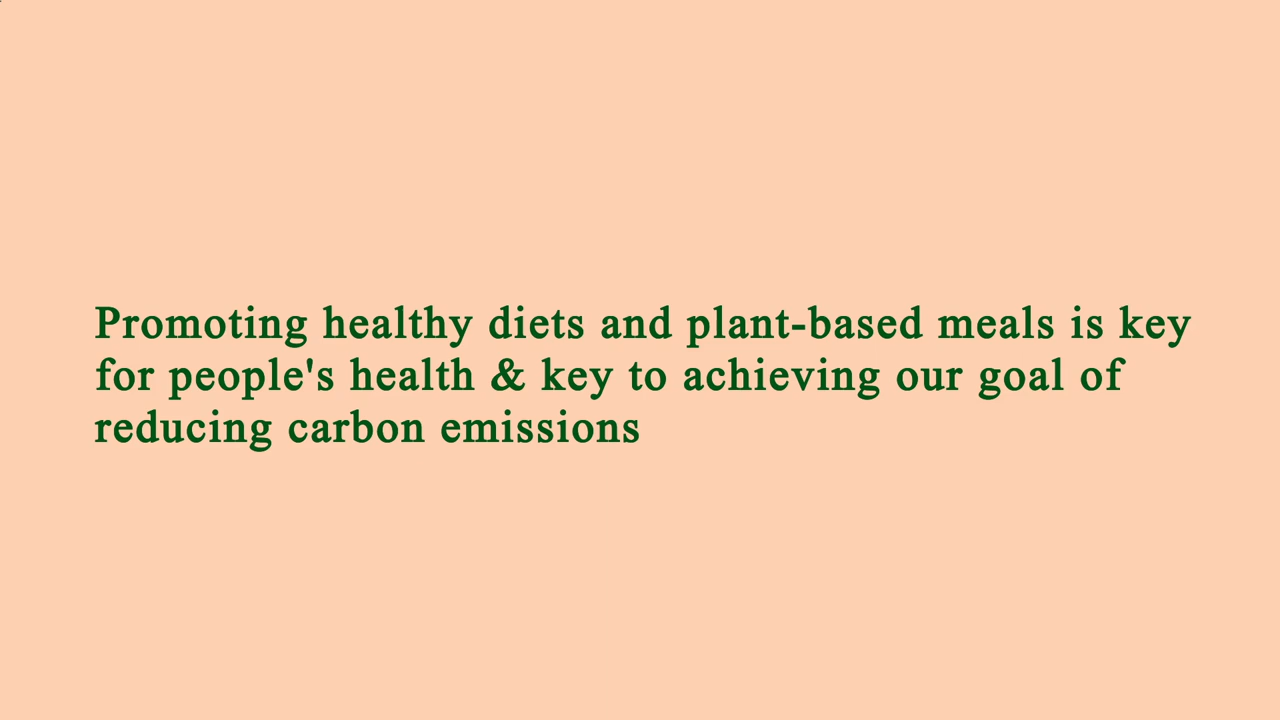 Promoting healthy diets and plant-based meals is key
for people's health & key to achieving our goal of
reducing carbon emissions